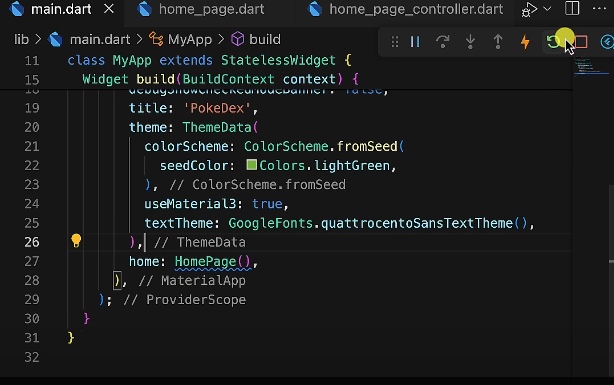 main.dart home_page.dart home_page_controller.dart
lib > main.dart > MyApp > build
11 class MyApp extends StatelessWidget {
15 Widget build(BuildContext context) {
18 debugShowCheckedModeBanner: false,
19 title: 'PokeDex',
20 theme: ThemeData(
21 colorScheme: ColorScheme.fromSeed(
22 seedColor: Colors.lightGreen,
23 ), // ColorScheme.fromSeed
24 useMaterial3: true,
25 textTheme: GoogleFonts.quattrocentoSansTextTheme(),
26 ), // ThemeData
27 home: HomePage(),
28 ), // MaterialApp
29 ); // ProviderScope
30 }
31 }
32